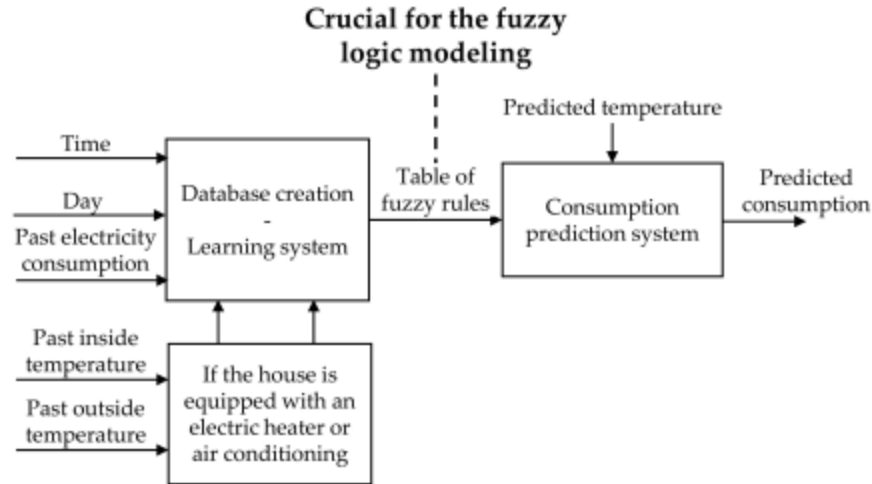 Crucial for the fuzzy
logic modeling
Predicted temperature
Time
Database creation
-
Learning system
Table of
fuzzy rules
Consumption
prediction system
Predicted
consumption
Day
Past electricity
consumption
Past inside
temperature
Past outside
temperature
If the house is
equipped with an
electric heater or
air conditioning